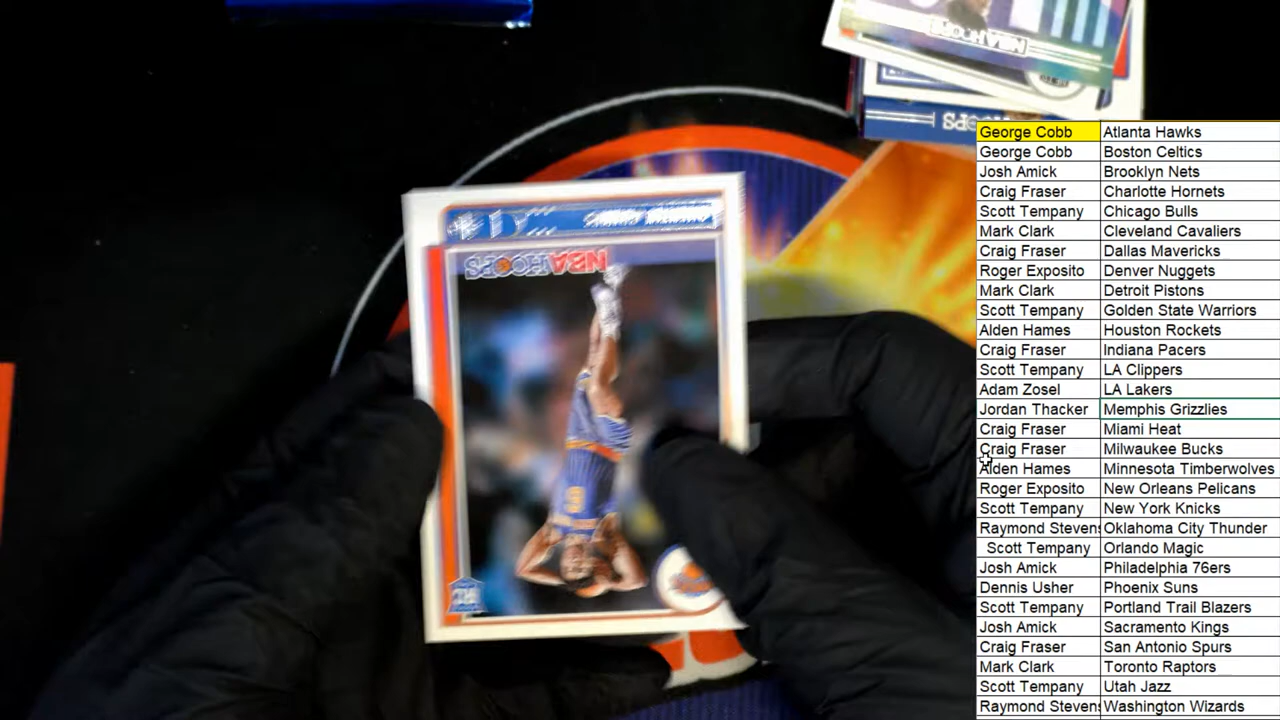 NBA HOOPS
HOOPS
NBA HOOPS
RC
George Cobb Atlanta Hawks
George Cobb Boston Celtics
Josh Amick Brooklyn Nets
Craig Fraser Charlotte Hornets
Scott Tempany Chicago Bulls
Mark Clark Cleveland Cavaliers
Craig Fraser Dallas Mavericks
Roger Exposito Denver Nuggets
Mark Clark Detroit Pistons
Scott Tempany Golden State Warriors
Alden Hames Houston Rockets
Craig Fraser Indiana Pacers
Scott Tempany LA Clippers
Adam Zosel LA Lakers
Jordan Thacker Memphis Grizzlies
Craig Fraser Miami Heat
Craig Fraser Milwaukee Bucks
Alden Hames Minnesota Timberwolves
Roger Exposito New Orleans Pelicans
Scott Tempany New York Knicks
Raymond Stevens Oklahoma City Thunder
Scott Tempany Orlando Magic
Josh Amick Philadelphia 76ers
Dennis Usher Phoenix Suns
Scott Tempany Portland Trail Blazers
Josh Amick Sacramento Kings
Craig Fraser San Antonio Spurs
Mark Clark Toronto Raptors
Scott Tempany Utah Jazz
Raymond Stevens Washington Wizards